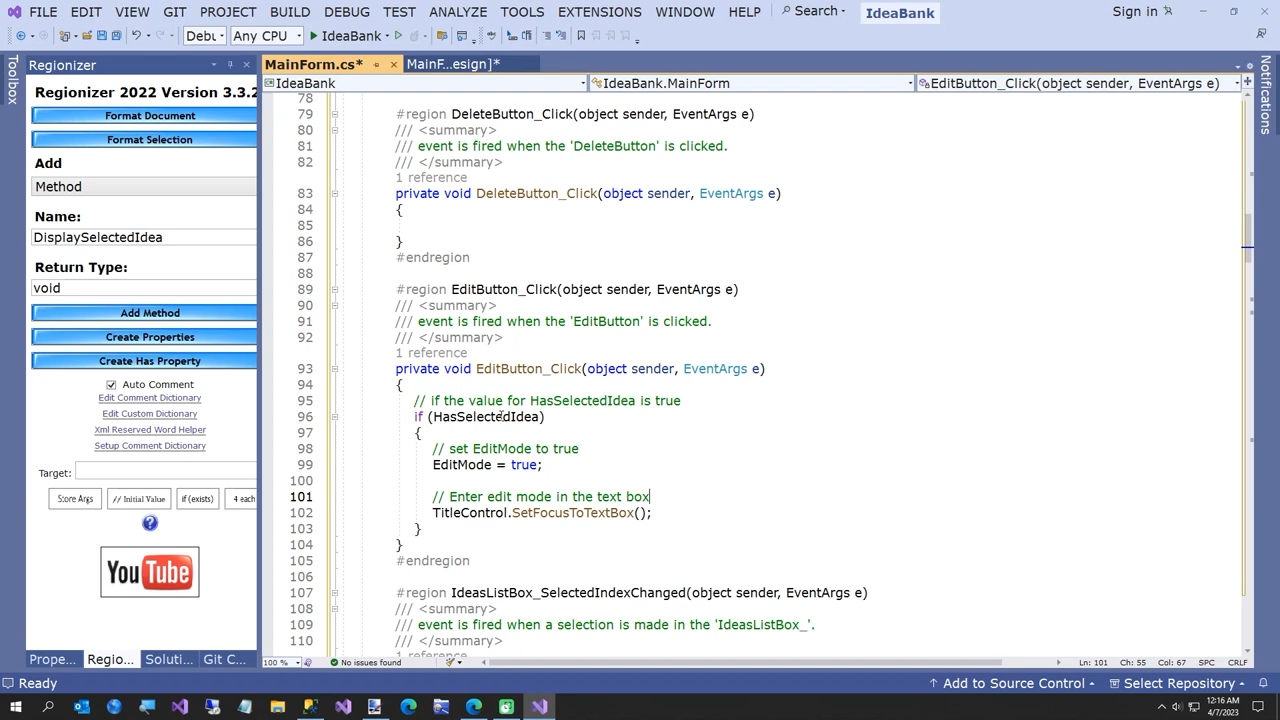 FILE EDIT VIEW GIT PROJECT BUILD DEBUG TEST ANALYZE TOOLS EXTENSIONS WINDOW HELP Search IdeaBank Sign in
Debu Any CPU IdeaBank
Toolbox
Regionizer
Regionizer 2022 Version 3.3.2
Format Document
Format Selection
Add
Method
Name:
DisplaySelectedIdea
Return Type:
void
Add Method
Create Properties
Create Has Property
Auto Comment
Edit Comment Dictionary
Edit Custom Dictionary
Xml Reserved Word Helper
Setup Comment Dictionary
Target:
Store Args // Initial Value if (exists) 4 each
?
YouTube
Prope... Regio... Soluti... Git C...
MainForm.cs* MainF...esign]*
IdeaBank IdeaBank.MainForm EditButton_Click(object sender, EventArgs e)
Notifications
78
79 #region DeleteButton_Click(object sender, EventArgs e)
80 /// <summary>
81 /// event is fired when the 'DeleteButton' is clicked.
82 /// </summary>
1 reference
83 private void DeleteButton_Click(object sender, EventArgs e)
84 {
85
86 }
87 #endregion
88
89 #region EditButton_Click(object sender, EventArgs e)
90 /// <summary>
91 /// event is fired when the 'EditButton' is clicked.
92 /// </summary>
1 reference
93 private void EditButton_Click(object sender, EventArgs e)
94 {
95 // if the value for HasSelectedIdea is true
96 if (HasSelectedIdea)
97 {
98 // set EditMode to true
99 EditMode = true;
100
101 // Enter edit mode in the text box
102 TitleControl.SetFocusToTextBox();
103 }
104 }
105 #endregion
106
107 #region IdeasListBox_SelectedIndexChanged(object sender, EventArgs e)
108 /// <summary>
109 /// event is fired when a selection is made in the 'IdeasListBox_'.
110 /// </summary>
1 reference
100 % No issues found Ln: 101 Ch: 55 Col: 67 SPC CRLF
Ready Add to Source Control Select Repository
12:16 AM
4/7/2023